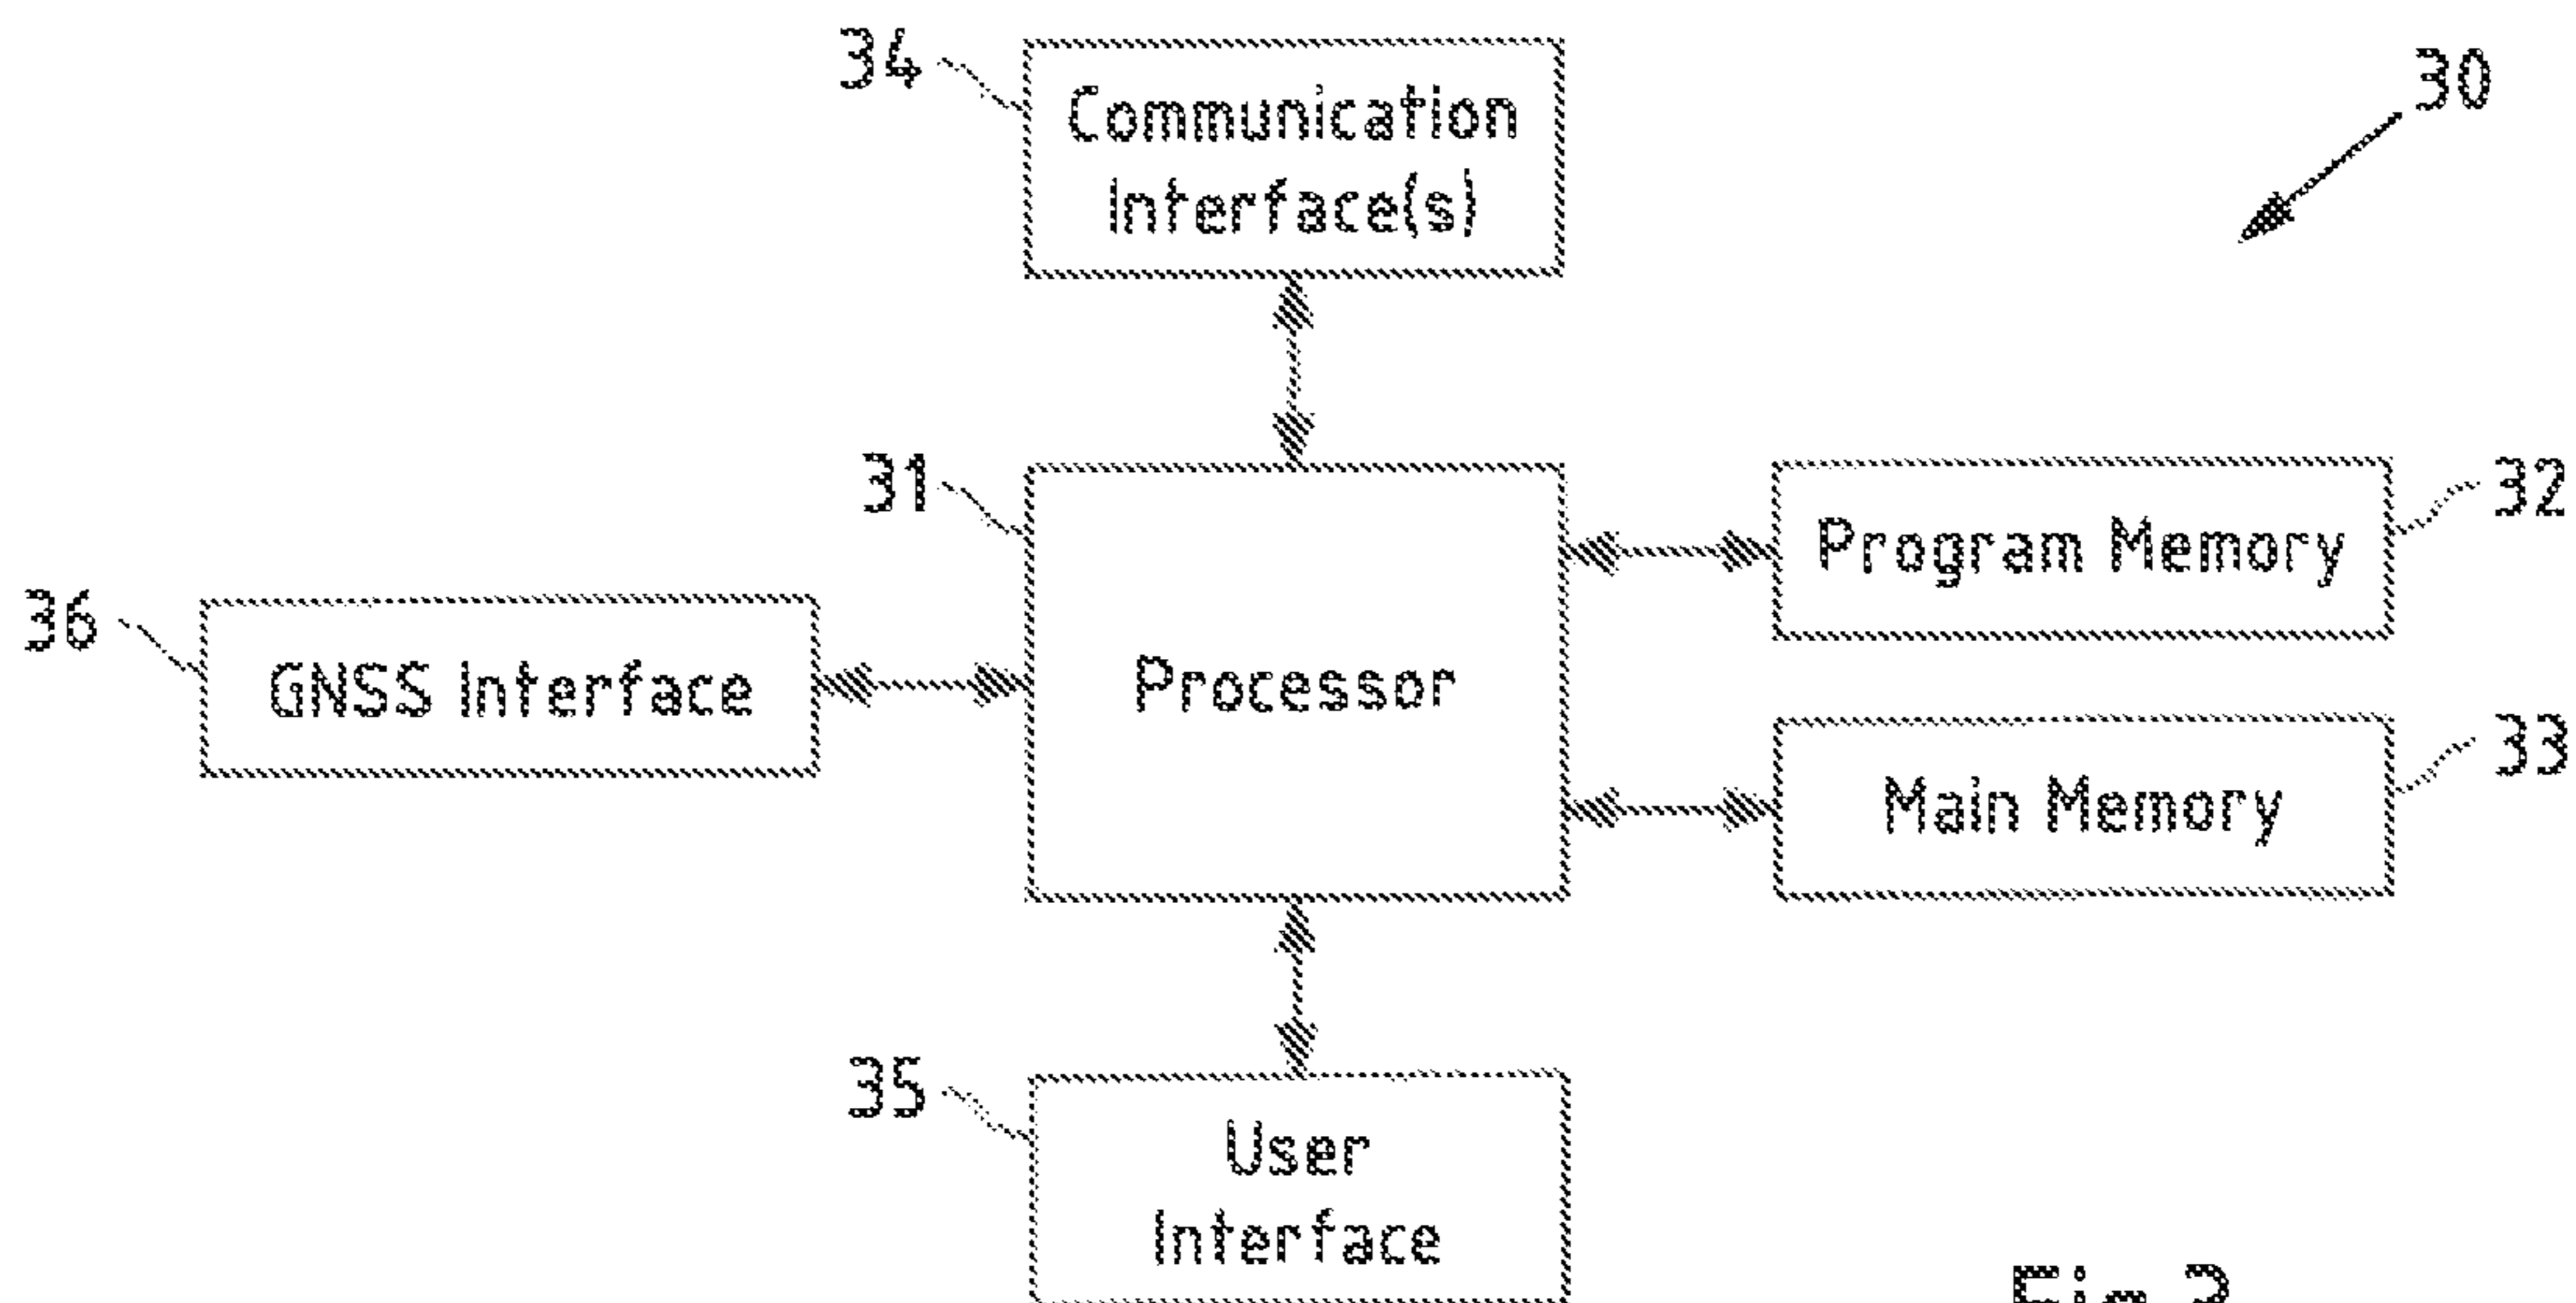 34
Communication
Interface(s)
30
31
Processor
32
Program Memory
36
GNSS Interface
33
Main Memory
35
User
Interface